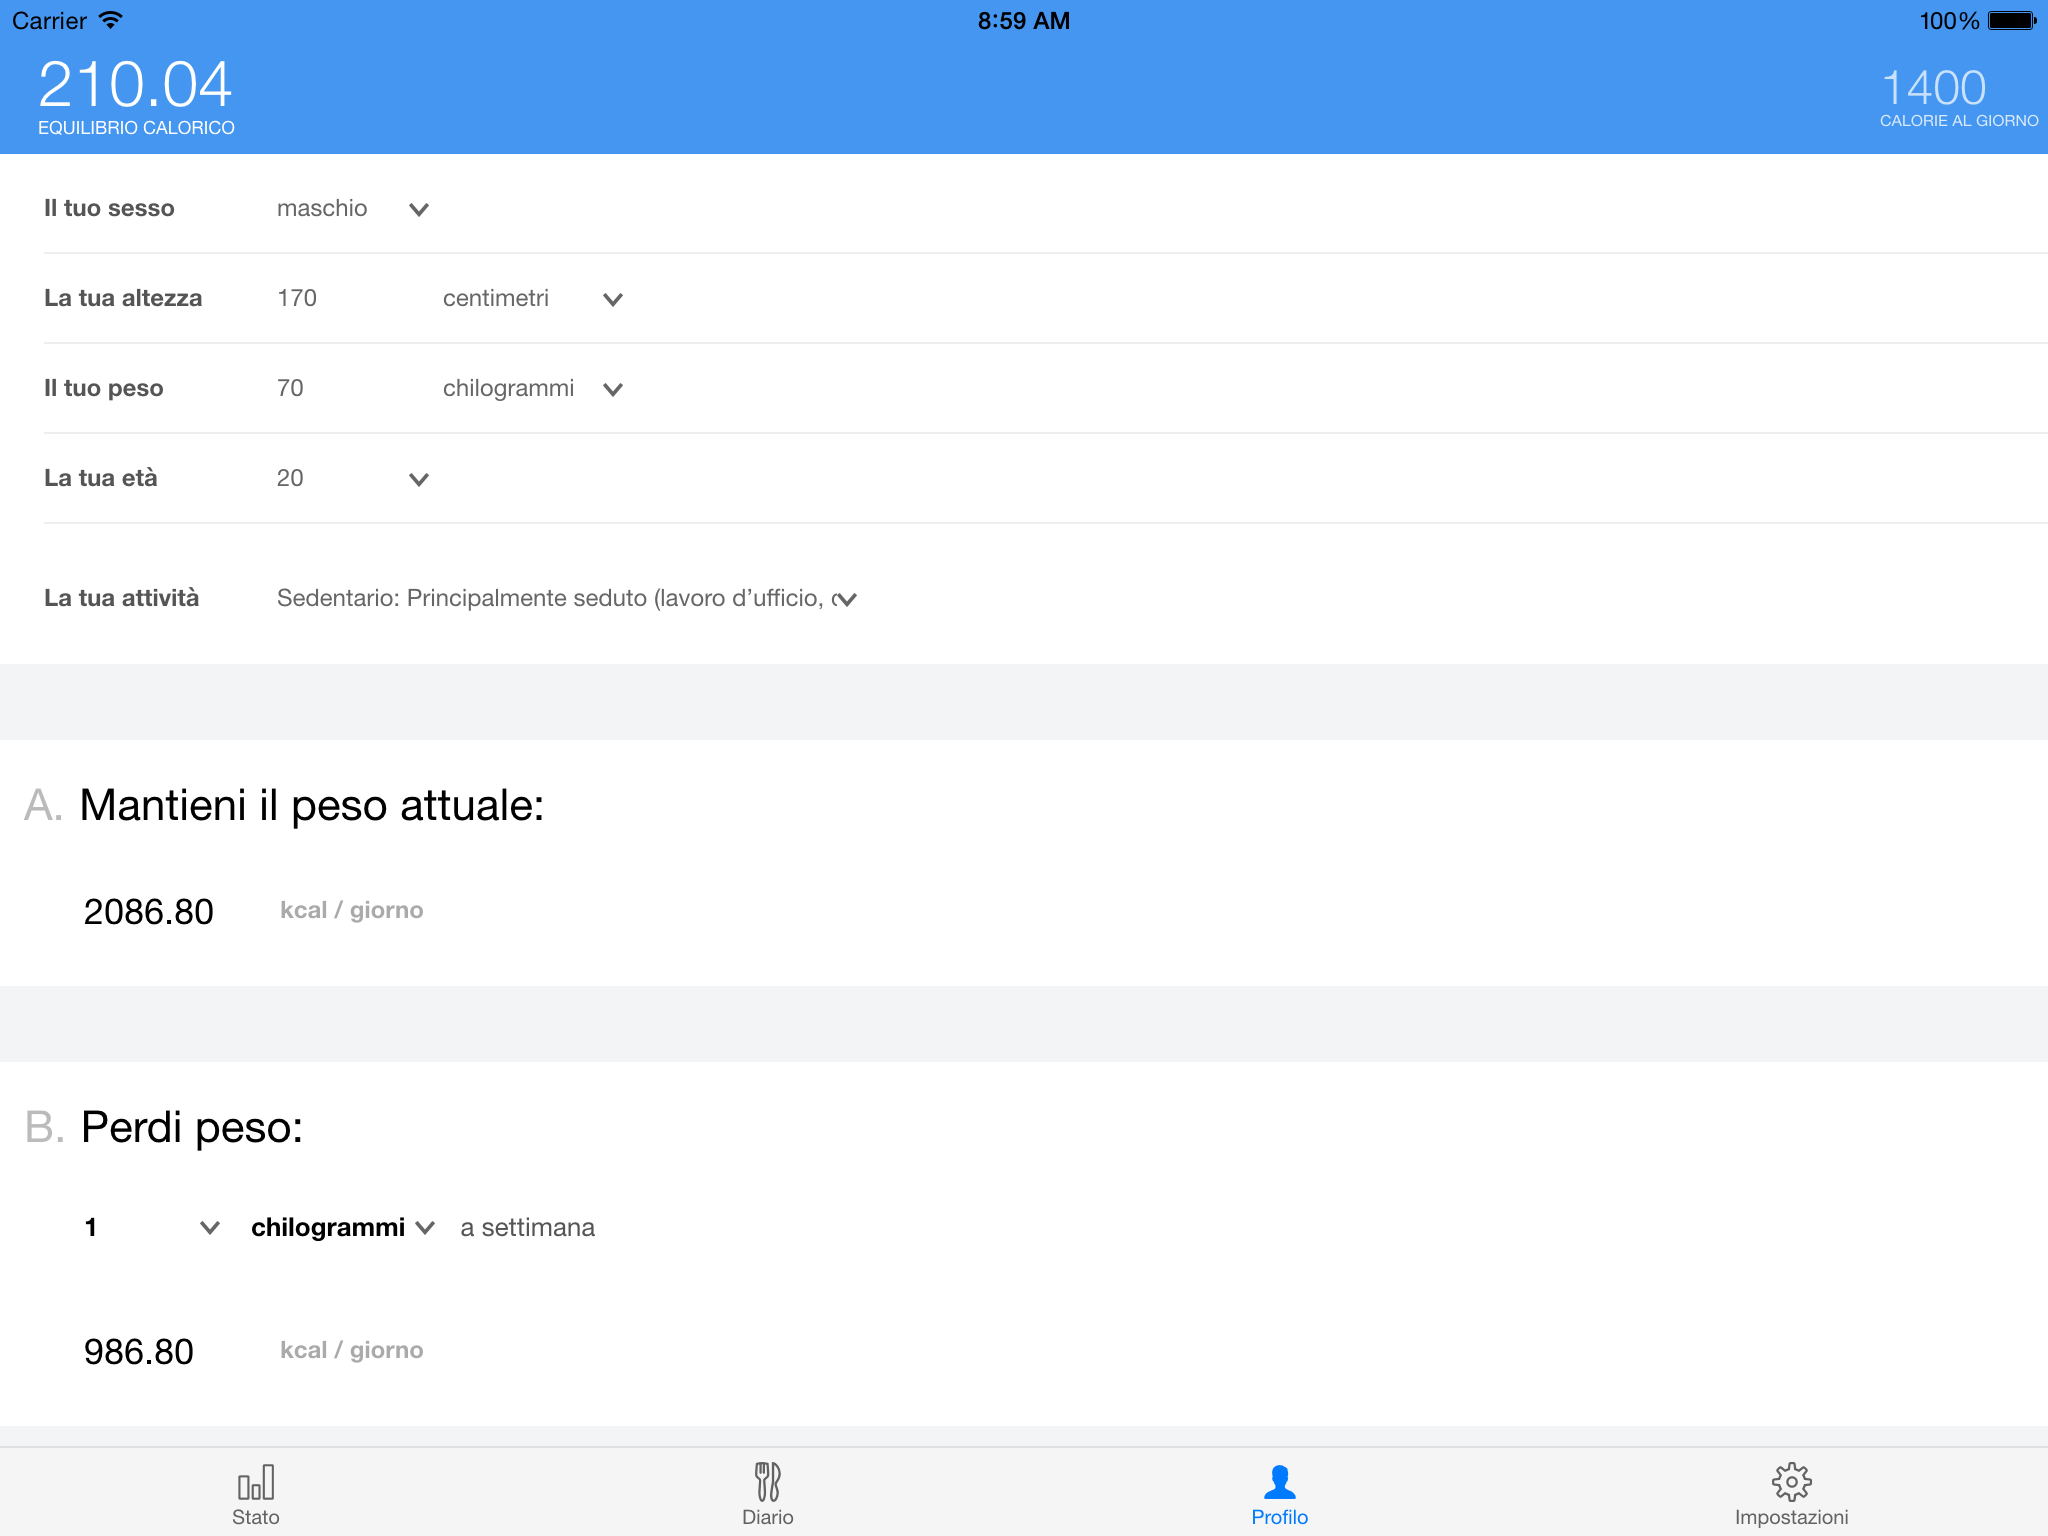 Carrier 8:59 AM 100%
210.04
EQUILIBRIO CALORICO
1400
CALORIE AL GIORNO
Il tuo sesso maschio
La tua altezza 170 centimetri
Il tuo peso 70 chilogrammi
La tua età 20
La tua attività Sedentario: Principalmente seduto (lavoro d’ufficio,
A. Mantieni il peso attuale:
2086.80 kcal / giorno
B. Perdi peso:
1 chilogrammi a settimana
986.80 kcal / giorno
Stato Diario Profilo Impostazioni